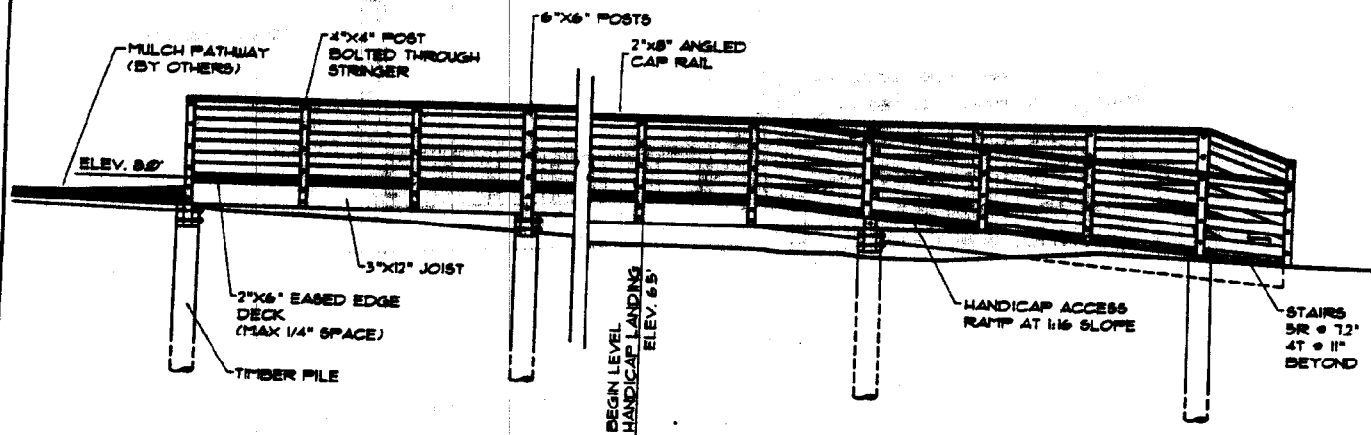 6"X6" POSTS
MULCH PATHWAY
(BY OTHERS)
4"X4" POST
BOLTED THROUGH
STRINGER
2"x8" ANGLED
CAP RAIL
ELEV. 8.0'
3"X12" JOIST
2"X6" EASED EDGE
DECK
(MAX 1/4" SPACE)
TIMBER PILE
BEGIN LEVEL
HANDICAP LANDING
ELEV. 6.5'
HANDICAP ACCESS
RAMP AT 1:16 SLOPE
STAIRS
5R @ 7.2"
4T @ 11"
BEYOND